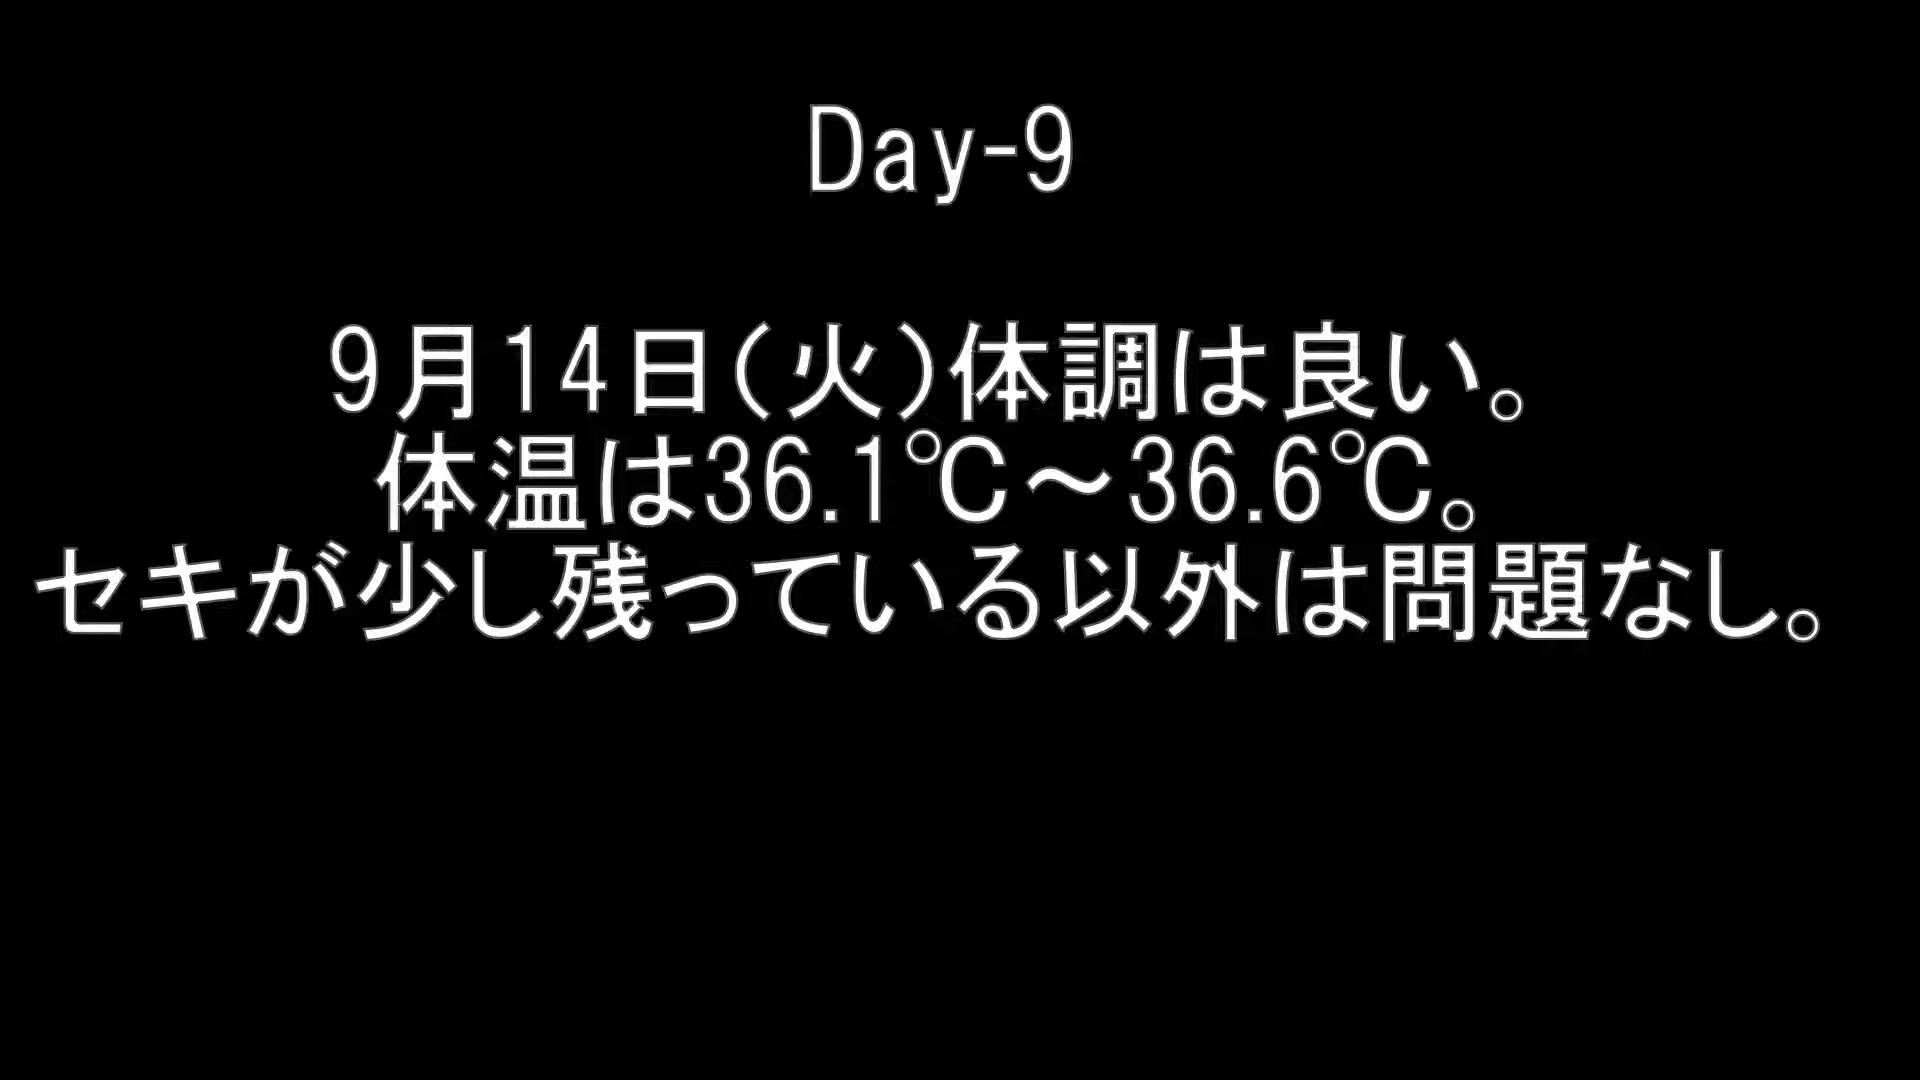 Day-9
9月14日(火)体調は良い。
体温は36.1℃～36.6℃。
セキが少し残っている以外は問題なし。